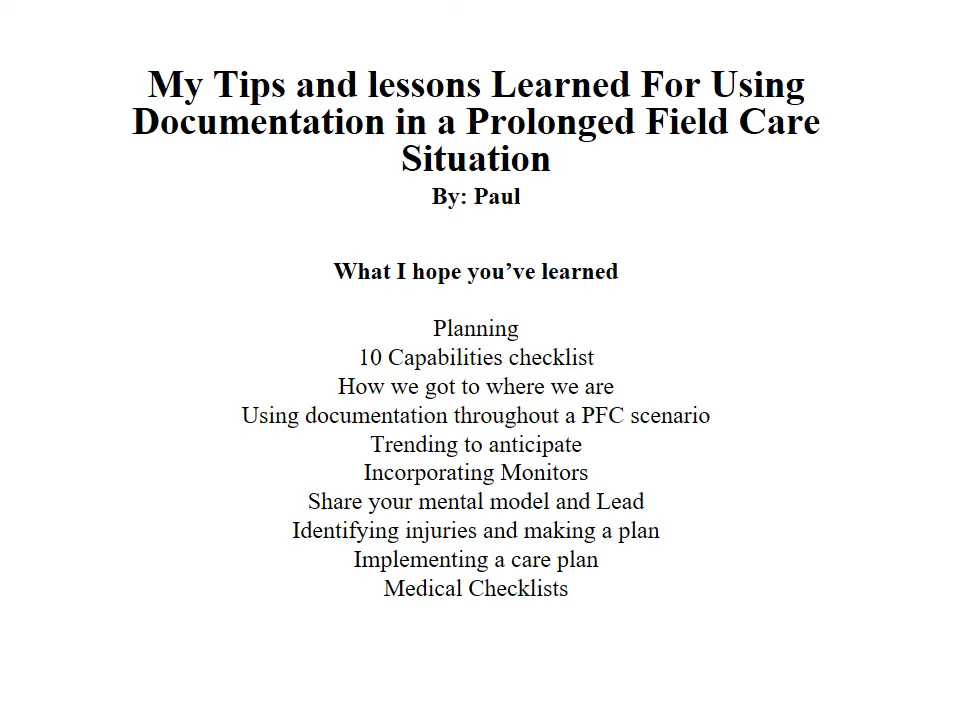 My Tips and lessons Learned For Using
Documentation in a Prolonged Field Care
Situation
By: Paul
What I hope you’ve learned
Planning
10 Capabilities checklist
How we got to where we are
Using documentation throughout a PFC scenario
Trending to anticipate
Incorporating Monitors
Share your mental model and Lead
Identifying injuries and making a plan
Implementing a care plan
Medical Checklists